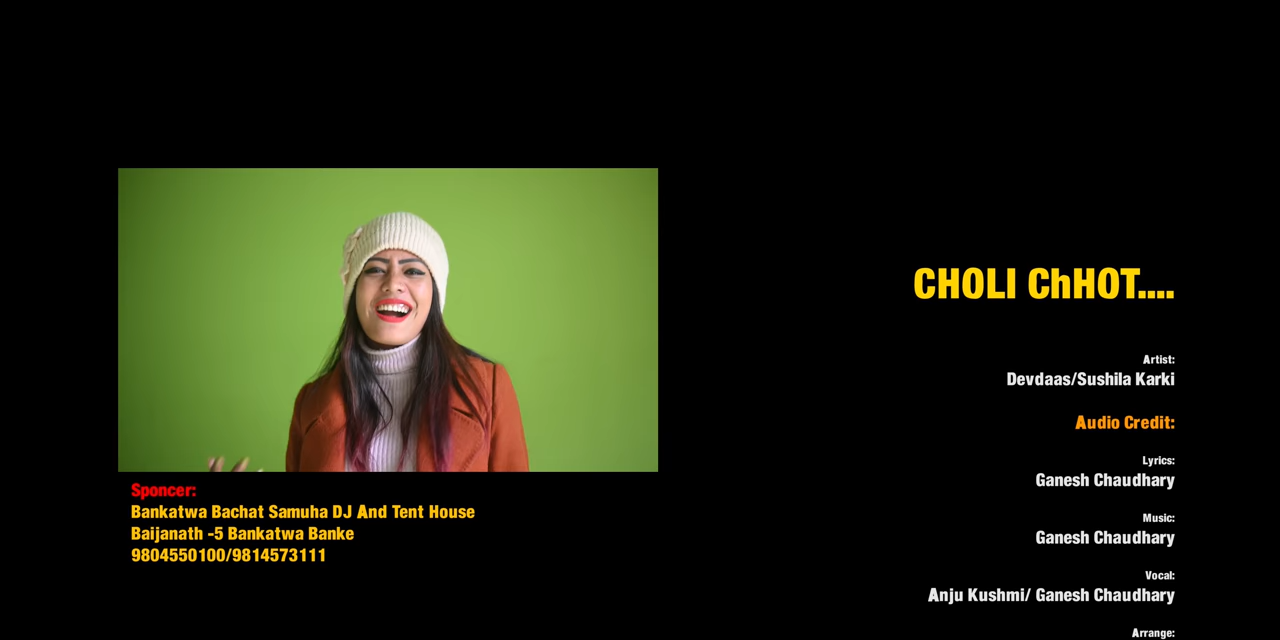 Sponcer:
Bankatwa Bachat Samuha DJ And Tent House
Baijanath -5 Bankatwa Banke
9804550100/9814573111
CHOLI ChHOT....
Artist:
Devdaas/Sushila Karki
Audio Credit:
Lyrics:
Ganesh Chaudhary
Music:
Ganesh Chaudhary
Vocal:
Anju Kushmi/ Ganesh Chaudhary
Arrange: